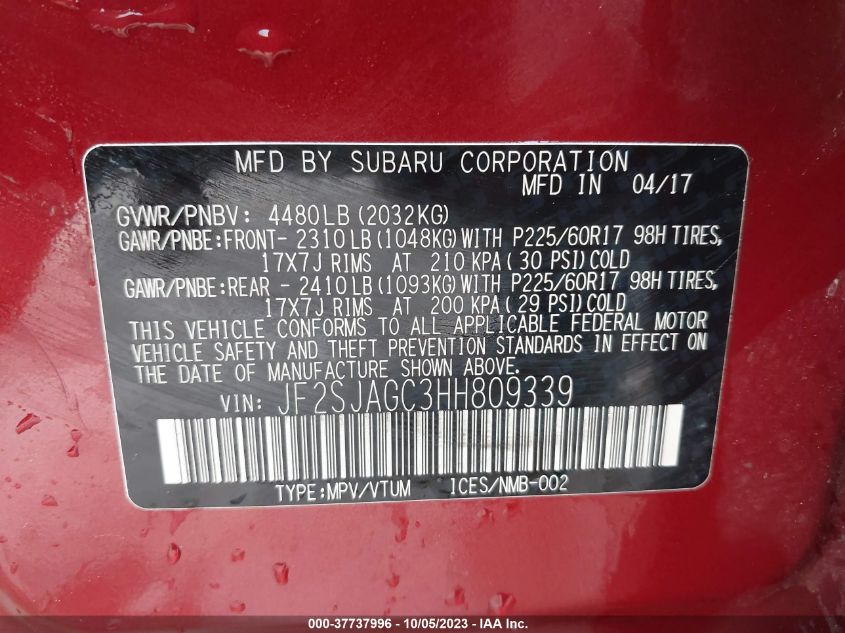 MFD BY SUBARU CORPORATION
MFD IN 04/17
GVWR/PNBV: 4480LB(2032KG)
GAWR/PNBE:FRONT- 2310LB(1048KG)WITH P225/60R17 98H TIRES,
17X7J RIMS AT 210KPA(30 PSI)COLD
GAWR/PNBE:REAR - 2410LB(1093KG)WITH P225/60R17 98H TIRES,
17X7J RIMS AT 200KPA(29 PSI)COLD
THIS VEHICLE CONFORMS TO ALL APPLICABLE FEDERAL MOTOR
VEHICLE SAFETY AND THEFT PREVENTION STANDARDS IN EFFECT ON
THE DATE OF MANUFACTURE SHOWN ABOVE.
VIN: JF2SJAGC3HH809339
TYPE:MPV/VTUM ICES/NMB-002
000-37737996 - 10/05/2023 - IAA Inc.